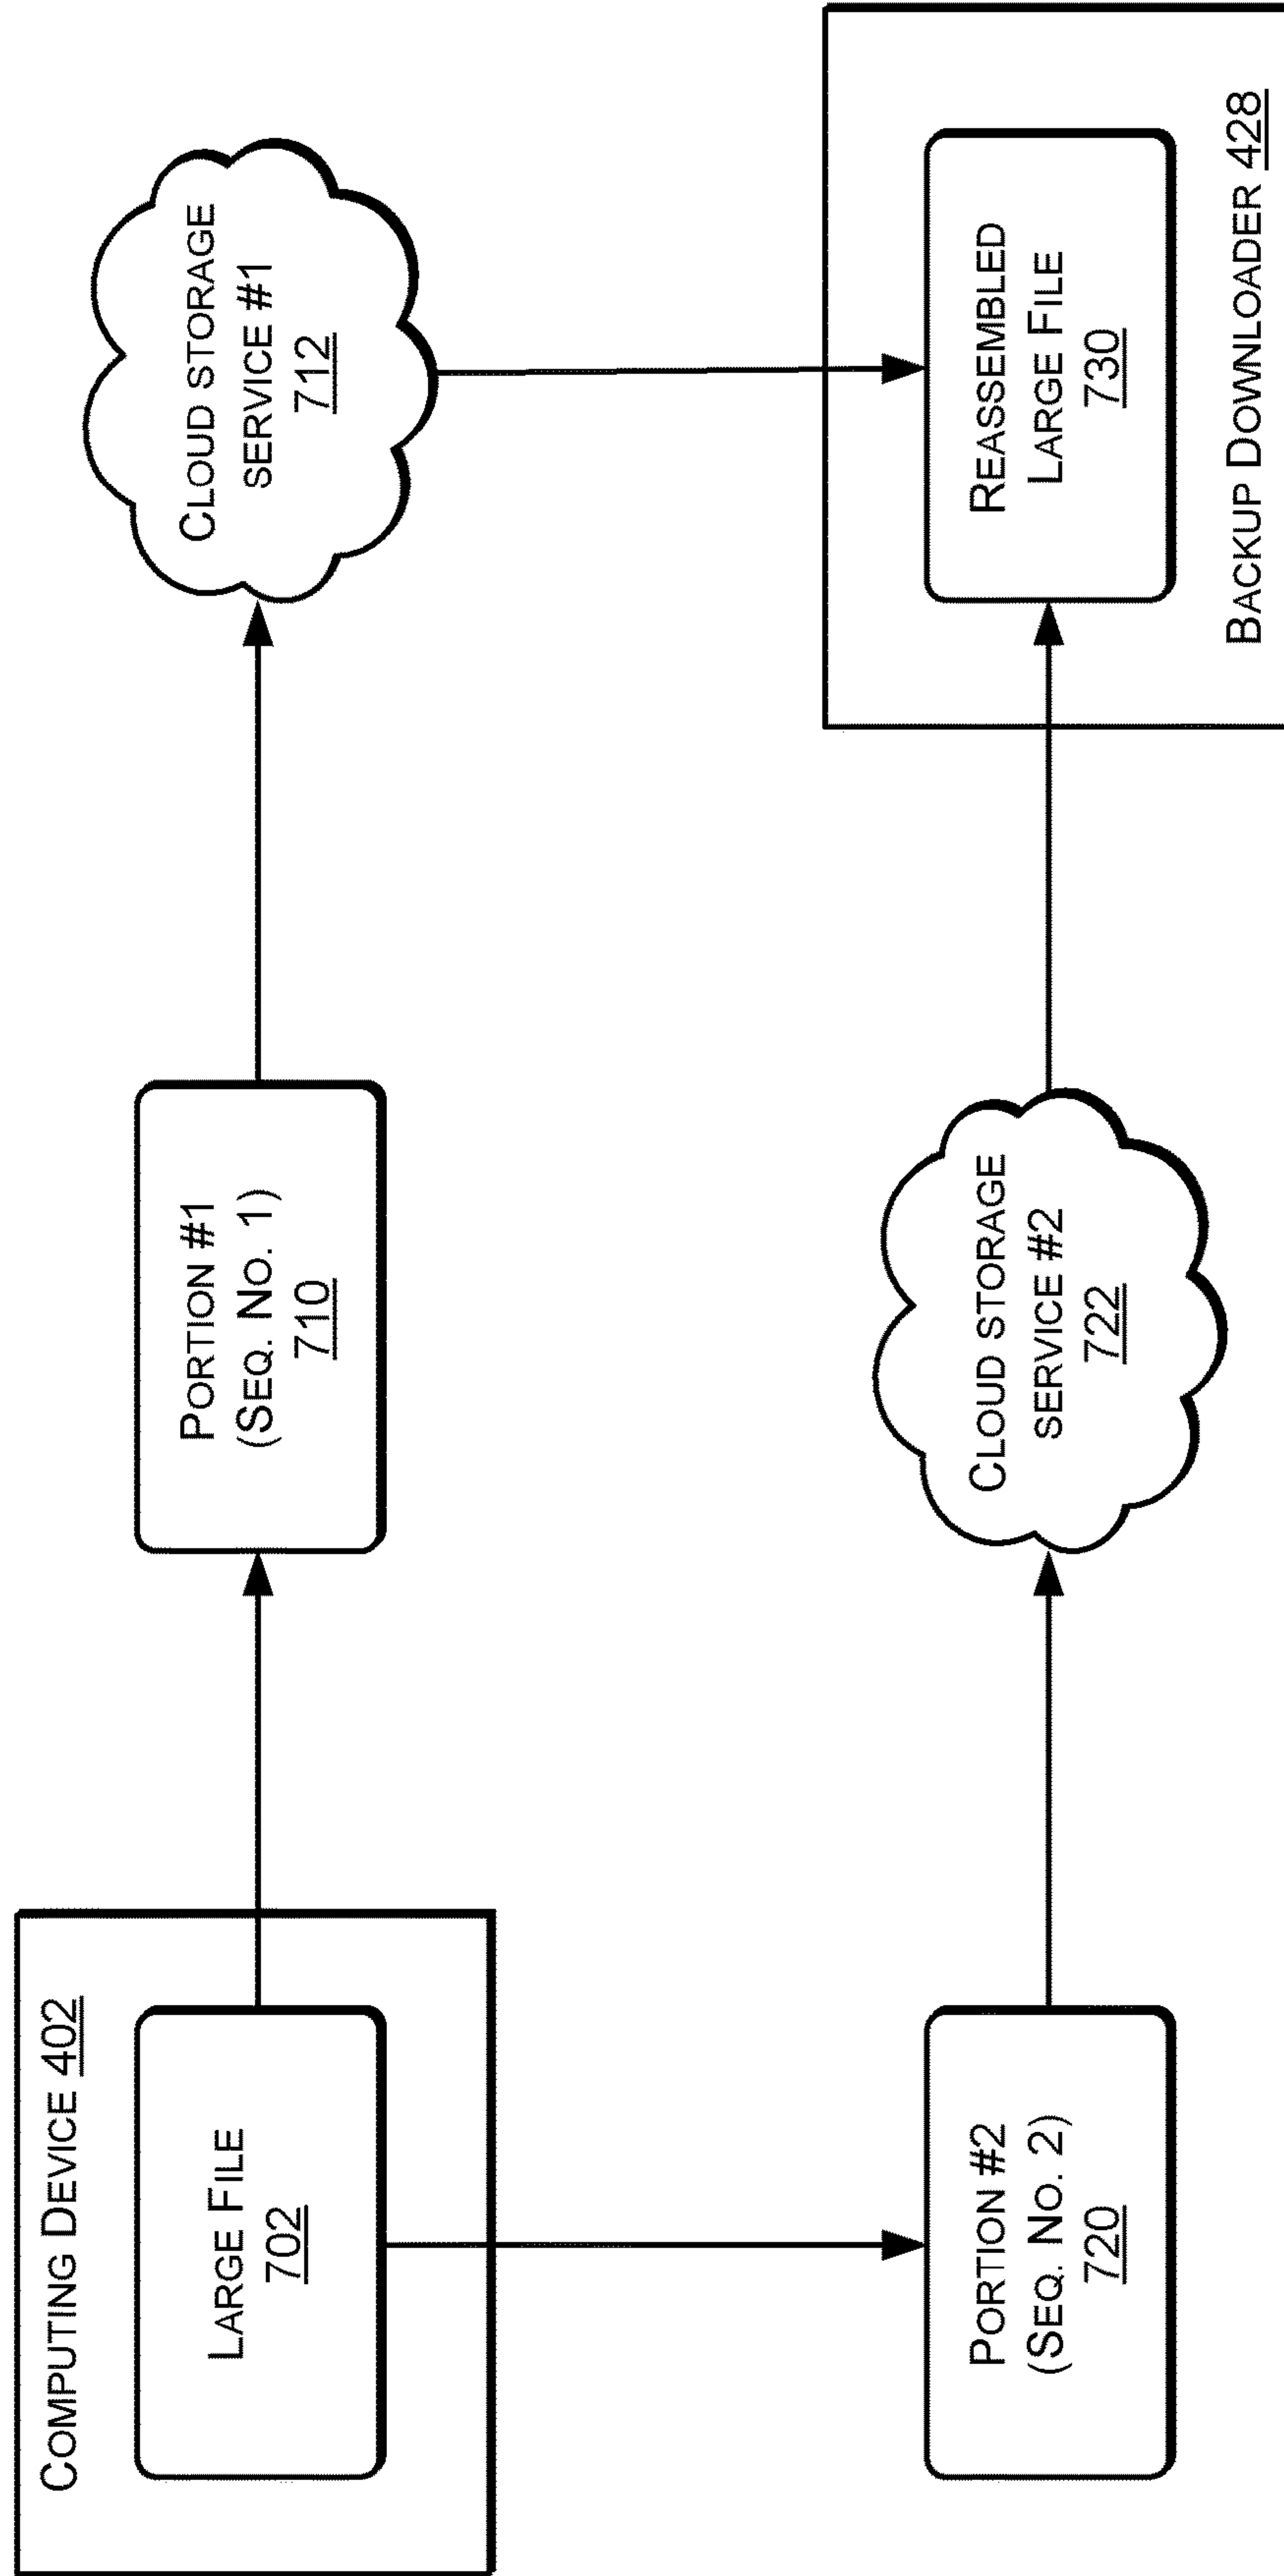 COMPUTING DEVICE 402
LARGE FILE
702
PORTION #1
(SEQ. NO. 1)
710
CLOUD STORAGE
SERVICE #1
712
PORTION #2
(SEQ. NO. 2)
720
CLOUD STORAGE
SERVICE #2
722
REASSEMBLED
LARGE FILE
730
BACKUP DOWNLOADER 428